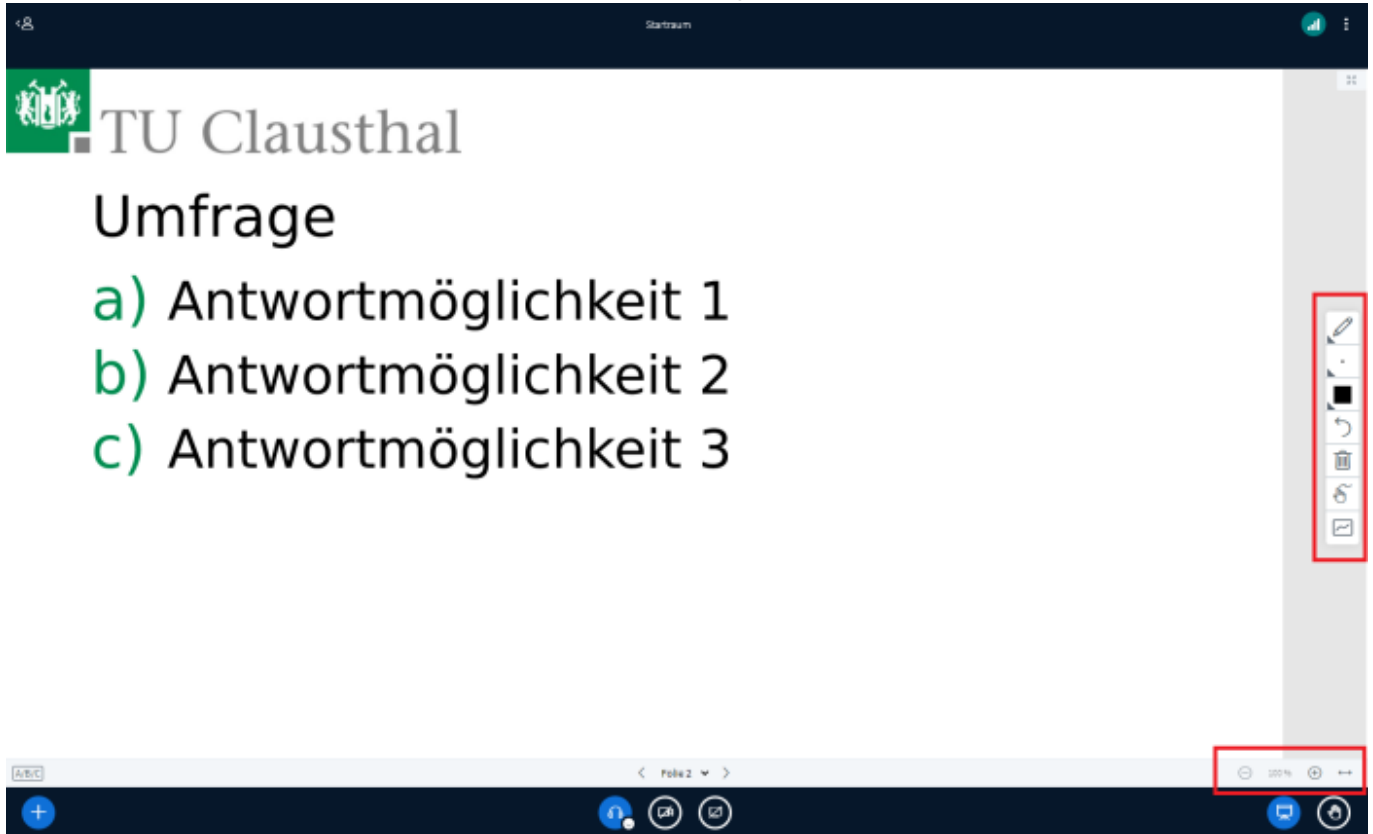 Startraum
TU Clausthal
Umfrage
a) Antwortmöglichkeit 1
b) Antwortmöglichkeit 2
c) Antwortmöglichkeit 3
A/B/C
Folie 2
100%